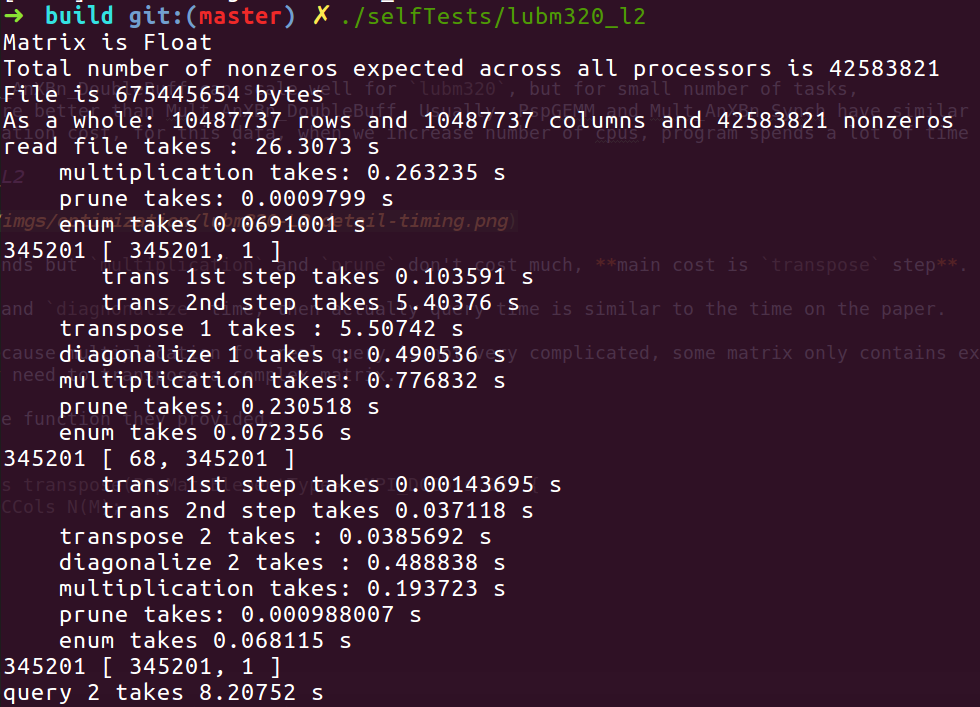 ➜ build git:(master) ✗ ./selfTests/lubm320_l2
Matrix is Float
Total number of nonzeros expected across all processors is 42583821
File is 675445654 bytes
As a whole: 10487737 rows and 10487737 columns and 42583821 nonzeros
read file takes : 26.3073 s
multiplication takes: 0.263235 s
prune takes: 0.0009799 s
enum takes 0.0691001 s
345201 [ 345201, 1 ]
trans 1st step takes 0.103591 s
trans 2nd step takes 5.40376 s
transpose 1 takes : 5.50742 s
diagonalize 1 takes : 0.490536 s
multiplication takes: 0.776832 s
prune takes: 0.230518 s
enum takes 0.072356 s
345201 [ 68, 345201 ]
trans 1st step takes 0.00143695 s
trans 2nd step takes 0.037118 s
transpose 2 takes : 0.0385692 s
diagonalize 2 takes : 0.488838 s
multiplication takes: 0.193723 s
prune takes: 0.000988007 s
enum takes 0.068115 s
345201 [ 345201, 1 ]
query 2 takes 8.20752 s